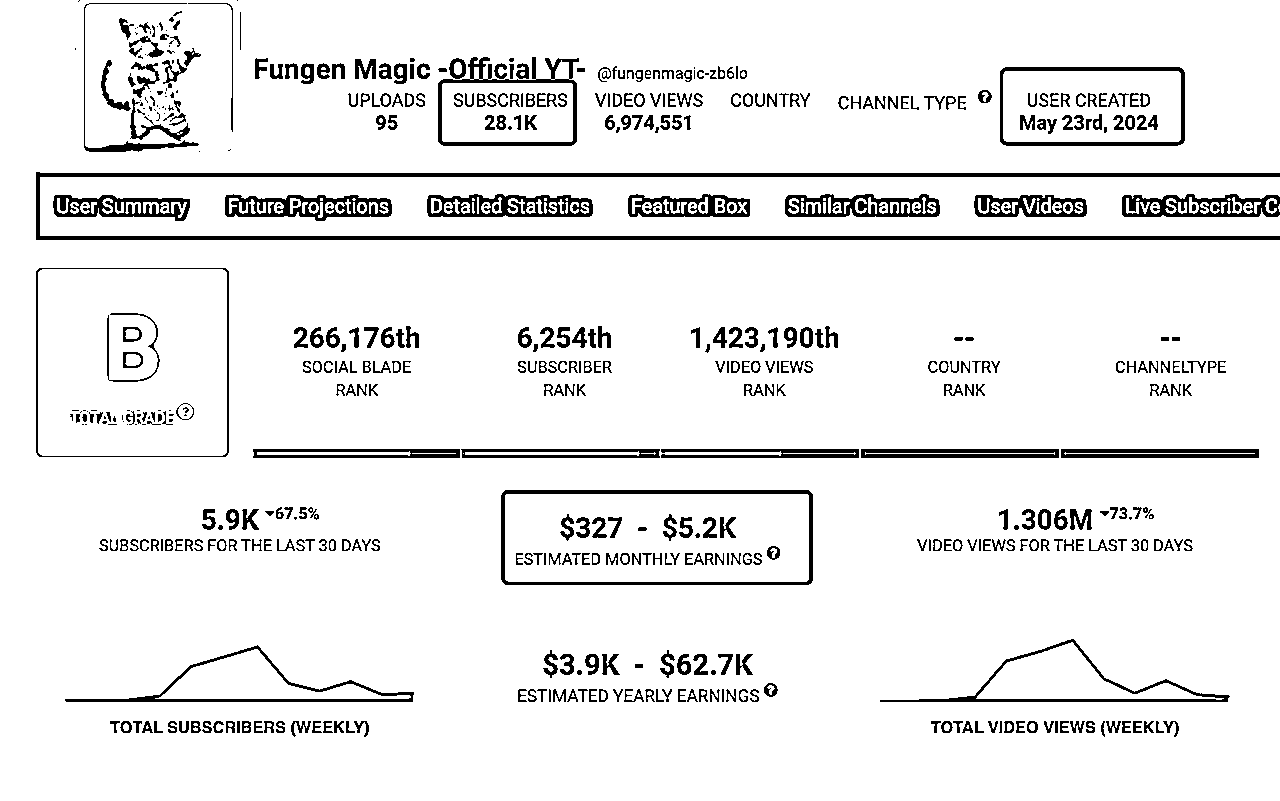 Fungen Magic -Official YT- @fungenmagic-zb6lo
UPLOADS SUBSCRIBERS VIDEO VIEWS COUNTRY CHANNEL TYPE ? USER CREATED
95 28.1K 6,974,551 May 23rd, 2024
User Summary Future Projections Detailed Statistics Featured Box Similar Channels User Videos Live Subscriber C
B
TOTAL GRADE ?
266,176th 6,254th 1,423,190th -- --
SOCIAL BLADE SUBSCRIBER VIDEO VIEWS COUNTRY CHANNELTYPE
RANK RANK RANK RANK RANK
5.9K 67.5%
SUBSCRIBERS FOR THE LAST 30 DAYS
$327 - $5.2K
ESTIMATED MONTHLY EARNINGS ?
1.306M 73.7%
VIDEO VIEWS FOR THE LAST 30 DAYS
$3.9K - $62.7K
ESTIMATED YEARLY EARNINGS ?
TOTAL SUBSCRIBERS (WEEKLY)
TOTAL VIDEO VIEWS (WEEKLY)